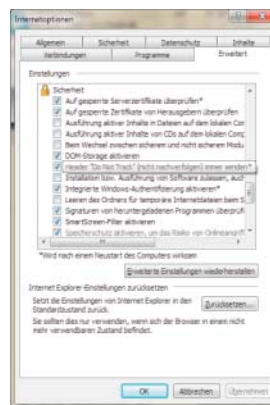 Internetoptionen
Allgemein Sicherheit Datenschutz Inhalte
Verbindungen Programme Erweitert
Einstellungen
Sicherheit
Auf gesperrte Serverzertifikate überprüfen*
Auf gesperrte Zertifikate von Herausgebern überprüfen
Ausführung aktiver Inhalte in Dateien auf dem lokalen Con
Ausführung aktiver Inhalte von CDs auf dem lokalen Comp
Beim Wechsel zwischen sicherem und nicht sicherem Modu
DOM-Storage aktivieren
Header "Do Not Track" (nicht nachverfolgen) immer senden*
Installation bzw. Ausführung von Software zulassen, auch
Integrierte Windows-Authentifizierung aktivieren*
Leeren des Ordners für temporäre Internetdateien beim S
Signaturen von heruntergeladenen Programmen überprüf
SmartScreen-Filter aktivieren
Speicherschutz aktivieren, um das Risiko von Onlineangriff
*Wird nach einem Neustart des Computers wirksam
Erweiterte Einstellungen wiederherstellen
Internet Explorer-Einstellungen zurücksetzen
Setzt die Einstellungen von Internet Explorer in den
Standardzustand zurück.
Zurücksetzen...
Sie sollten dies nur verwenden, wenn sich der Browser in einem nicht
mehr verwendbaren Zustand befindet.
OK Abbrechen Übernehmen